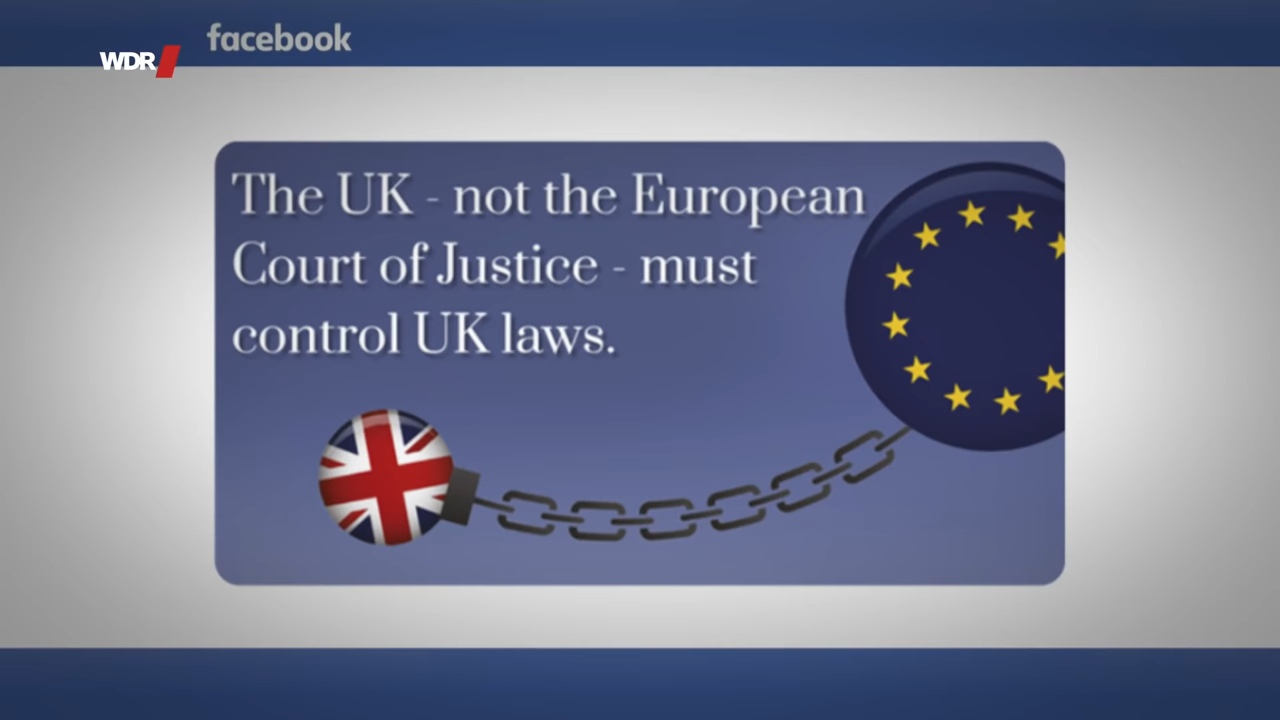 facebook
WDR
The UK - not the European
Court of Justice - must
control UK laws.